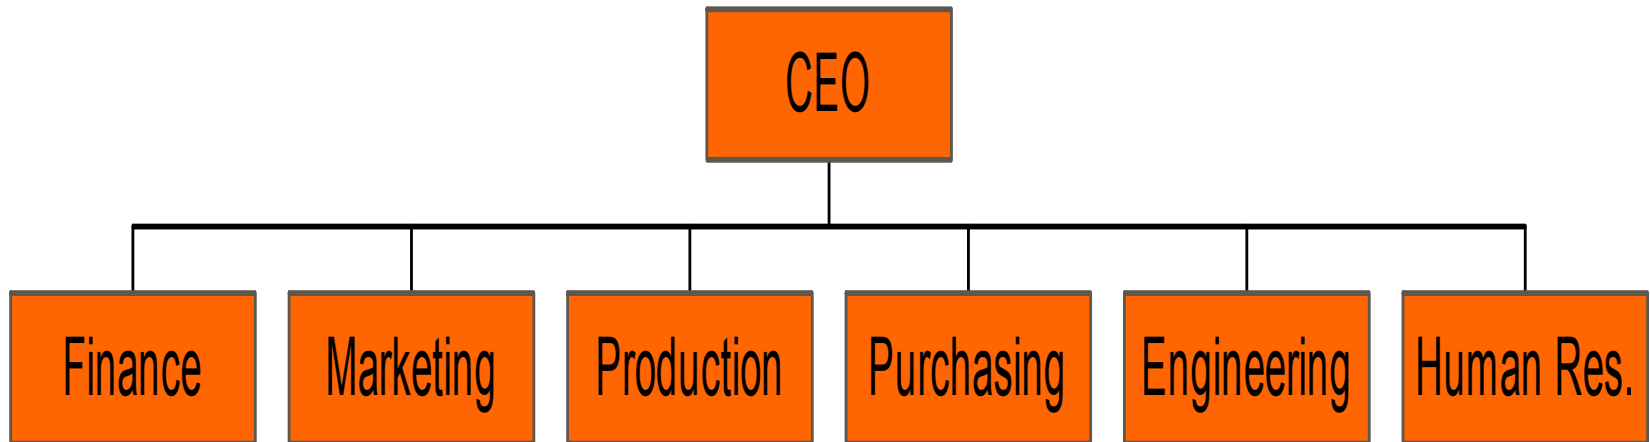 CEO
Finance
Marketing
Production
Purchasing
Engineering
Human Res.